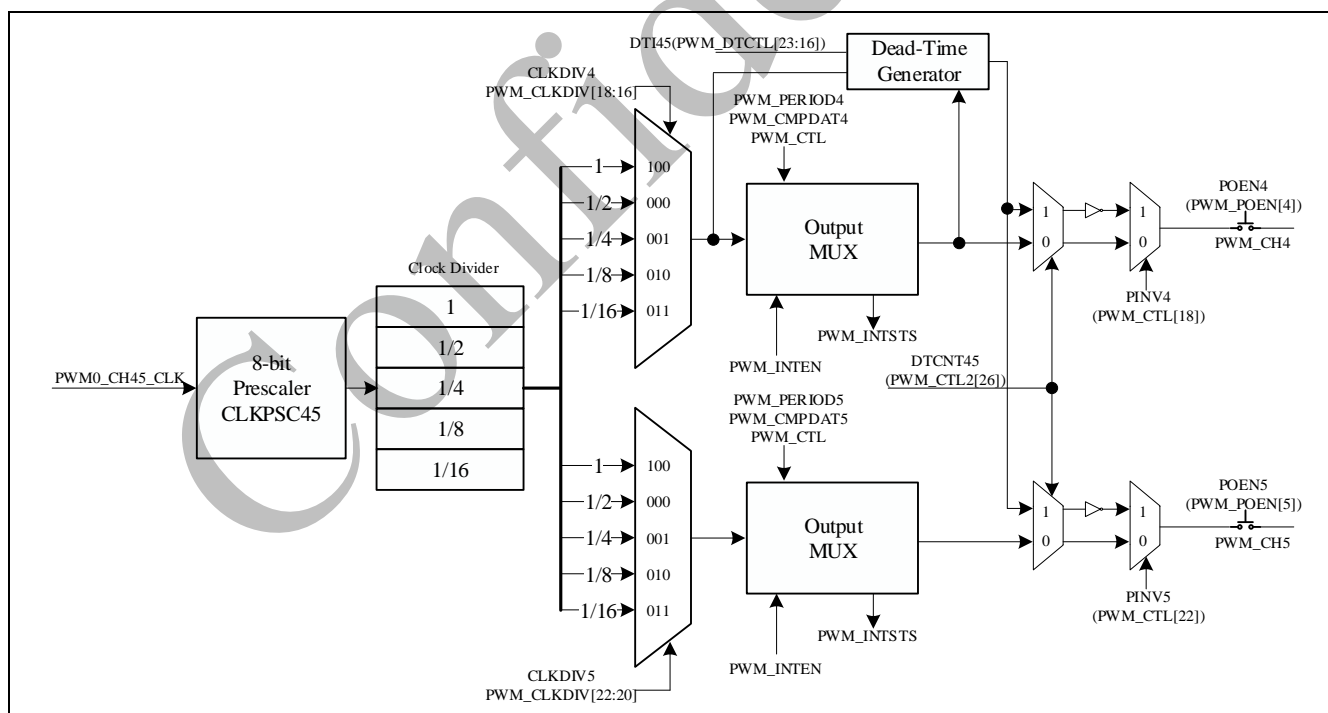 Confide
DTI45(PWM_DTCTL[23:16])
Dead-Time
Generator
CLKDIV4
PWM_CLKDIV[18:16]
PWM_PERIOD4
PWM_CMPDAT4
PWM_CTL
1
100
1/2
000
1/4
001
1/8
010
1/16
011
Output
MUX
1
0
1
0
POEN4
(PWM_POEN[4])
PWM_CH4
PINV4
(PWM_CTL[18])
PWM_INTEN
PWM_INTSTS
Clock Divider
1
1/2
1/4
1/8
1/16
PWM0_CH45_CLK
8-bit
Prescaler
CLKPSC45
DTCNT45
(PWM_CTL2[26])
PWM_PERIOD5
PWM_CMPDAT5
PWM_CTL
1
100
1/2
000
1/4
001
1/8
010
1/16
011
Output
MUX
1
0
1
0
POEN5
(PWM_POEN[5])
PWM_CH5
PINV5
(PWM_CTL[22])
PWM_INTEN
PWM_INTSTS
CLKDIV5
PWM_CLKDIV[22:20]